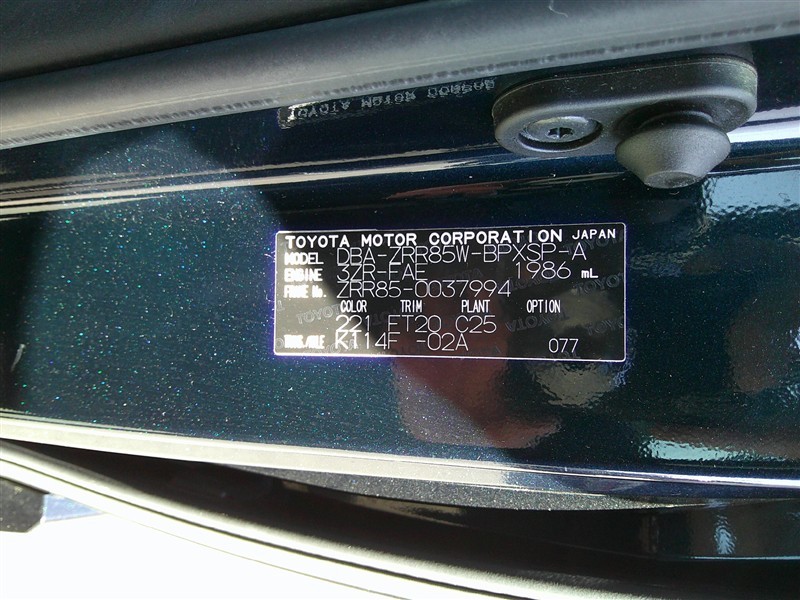 TOYOTA MOTOR CORPORATION JAPAN
MODEL DBA-ZRR85W-BPXSP-A
ENGINE 3ZR-FAE 1986 mL
FRAME No. ZRR85-0037994
COLOR TRIM PLANT OPTION
221 FT20 C25
TRANS./AXLE K114F -02A 077